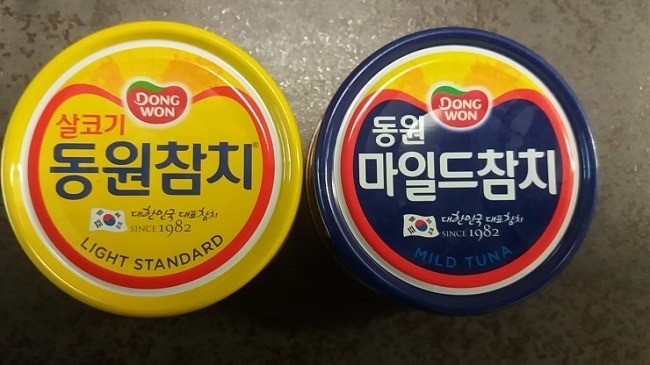 DONG
WON
살코기
동원참치
대한민국 대표참치
SINCE 1982
LIGHT STANDARD
DONG
WON
동원
마일드참치
대한민국 대표참치
SINCE 1982
MILD TUNA